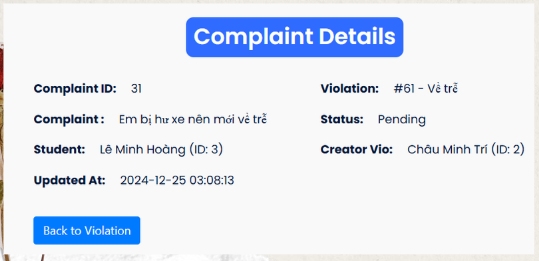 Complaint Details
Complaint ID: 31 Violation: #61 - Về trễ
Complaint : Em bị hư xe nên mới về trễ Status: Pending
Student: Lê Minh Hoàng (ID: 3) Creator Vio: Châu Minh Trí (ID: 2)
Updated At: 2024-12-25 03:08:13
Back to Violation